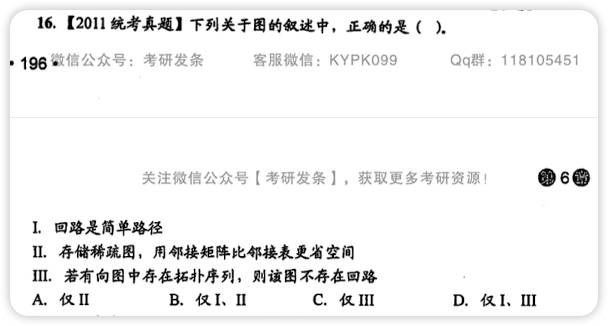 16.【2011 统考真题】下列关于图的叙述中，正确的是（ ）。
• 196 • 微信公众号：考研发条 客服微信：KYPK099 Qq群：118105451
关注微信公众号【考研发条】，获取更多考研资源！ 第 6 章
I. 回路是简单路径
II. 存储稀疏图，用邻接矩阵比邻接表更省空间
III. 若有向图中存在拓扑序列，则该图不存在回路
A. 仅 II B. 仅 I、II C. 仅 III D. 仅 I、III